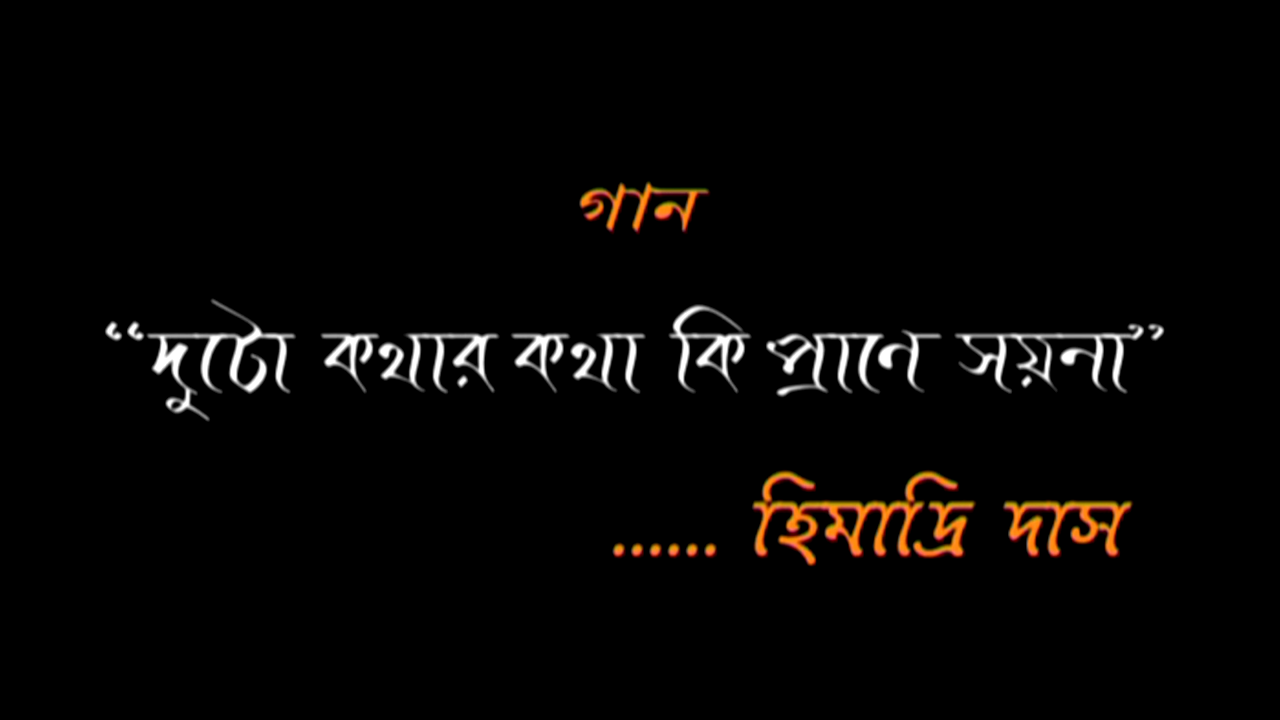 গান
“দুটো কথার কথা কি প্রাণে সয়না”
...... হিমাদ্রি দাস